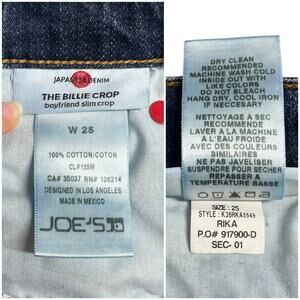 JAPANESE DENIM
THE BILLIE CROP
boyfriend slim crop
W 25
100% COTTON/COTON
CL#125M
CA# 35037 RN# 106214
DESIGNED IN LOS ANGELES
MADE IN MEXICO
JOE'S
DRY CLEAN
RECOMMENDED
MACHINE WASH COLD
INSIDE OUT WITH
LIKE COLORS
DO NOT BLEACH
HANG DRY, COOL IRON
IF NECCESARY
NETTOYAGE A SEC
RECOMMANDE
LAVER A LA MACHINE
A L'EAU FROIDE
AVEC DES COULEURS
SIMILAIRES
NE PAS JAVELISER
SUSPENDRE POUR SECHER
REPASSER A
TEMPERATURE BASSE
SIZE: 25
STYLE: K36RKA5549
RIKA
P.O# 917900-D
SEC- 01